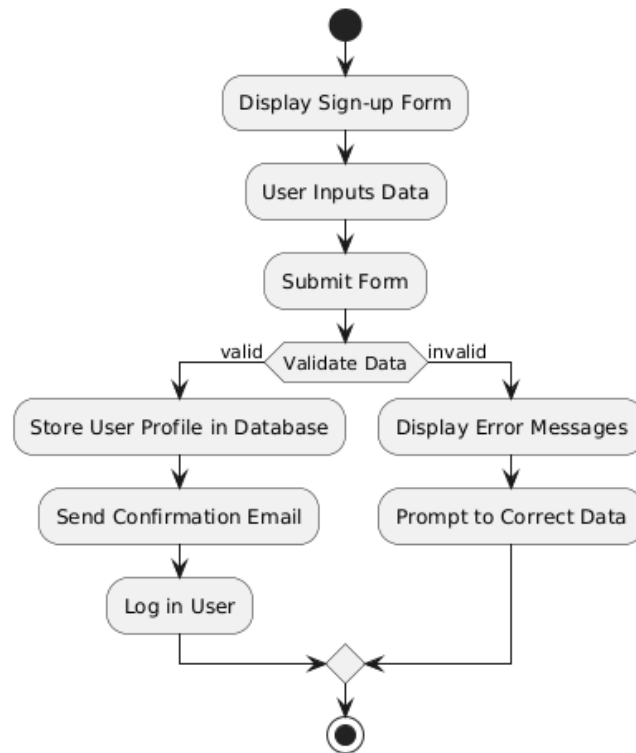 Display Sign-up Form
User Inputs Data
Submit Form
valid
Validate Data
invalid
Store User Profile in Database
Display Error Messages
Send Confirmation Email
Prompt to Correct Data
Log in User